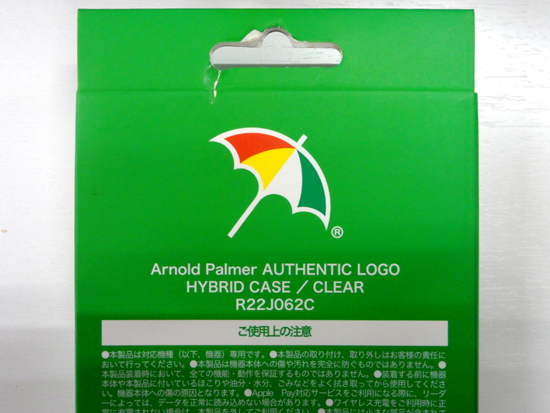 ®
Arnold Palmer AUTHENTIC LOGO
HYBRID CASE / CLEAR
R22J062C
ご使用上の注意
●本製品は対応機種（以下、機器）専用です。●本製品の取り付け、取り外しはお客様の責任に
おいて行ってください。●本製品は機器本体への傷や汚れを完全に防ぐものではありません。●
本製品装着時において、全ての機能・動作を保証するものではありません。●装着する前に機器
本体や本製品に付いているほこりや油分・水分、ごみなどをよく拭き取ってから使用してくださ
い。機器本体への傷の原因となります。●Apple Pay対応サービスをご利用になる際に、リーダ
ーによっては、データを正常に読み込めない場合があります。●ワイヤレス充電をご利用時に正